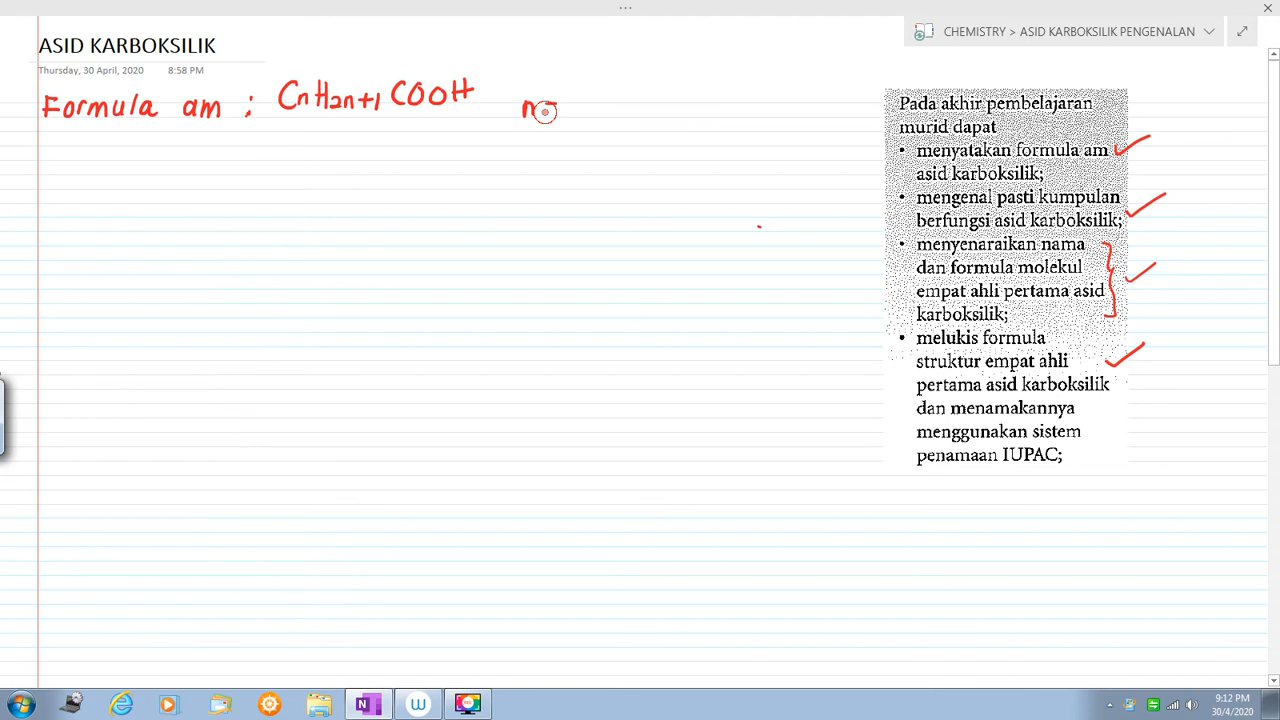 ASID KARBOKSILIK
Thursday, 30 April, 2020 8:58 PM
CHEMISTRY > ASID KARBOKSILIK PENGENALAN
Formula am ; CnH2n+1 COOH n
Pada akhir pembelajaran
murid dapat
• menyatakan formula am
asid karboksilik;
• mengenal pasti kumpulan
berfungsi asid karboksilik;
• menyenaraikan nama
dan formula molekul
empat ahli pertama asid
karboksilik;
• melukis formula
struktur empat ahli
pertama asid karboksilik
dan menamakannya
menggunakan sistem
penamaan IUPAC;
9:12 PM
30/4/2020